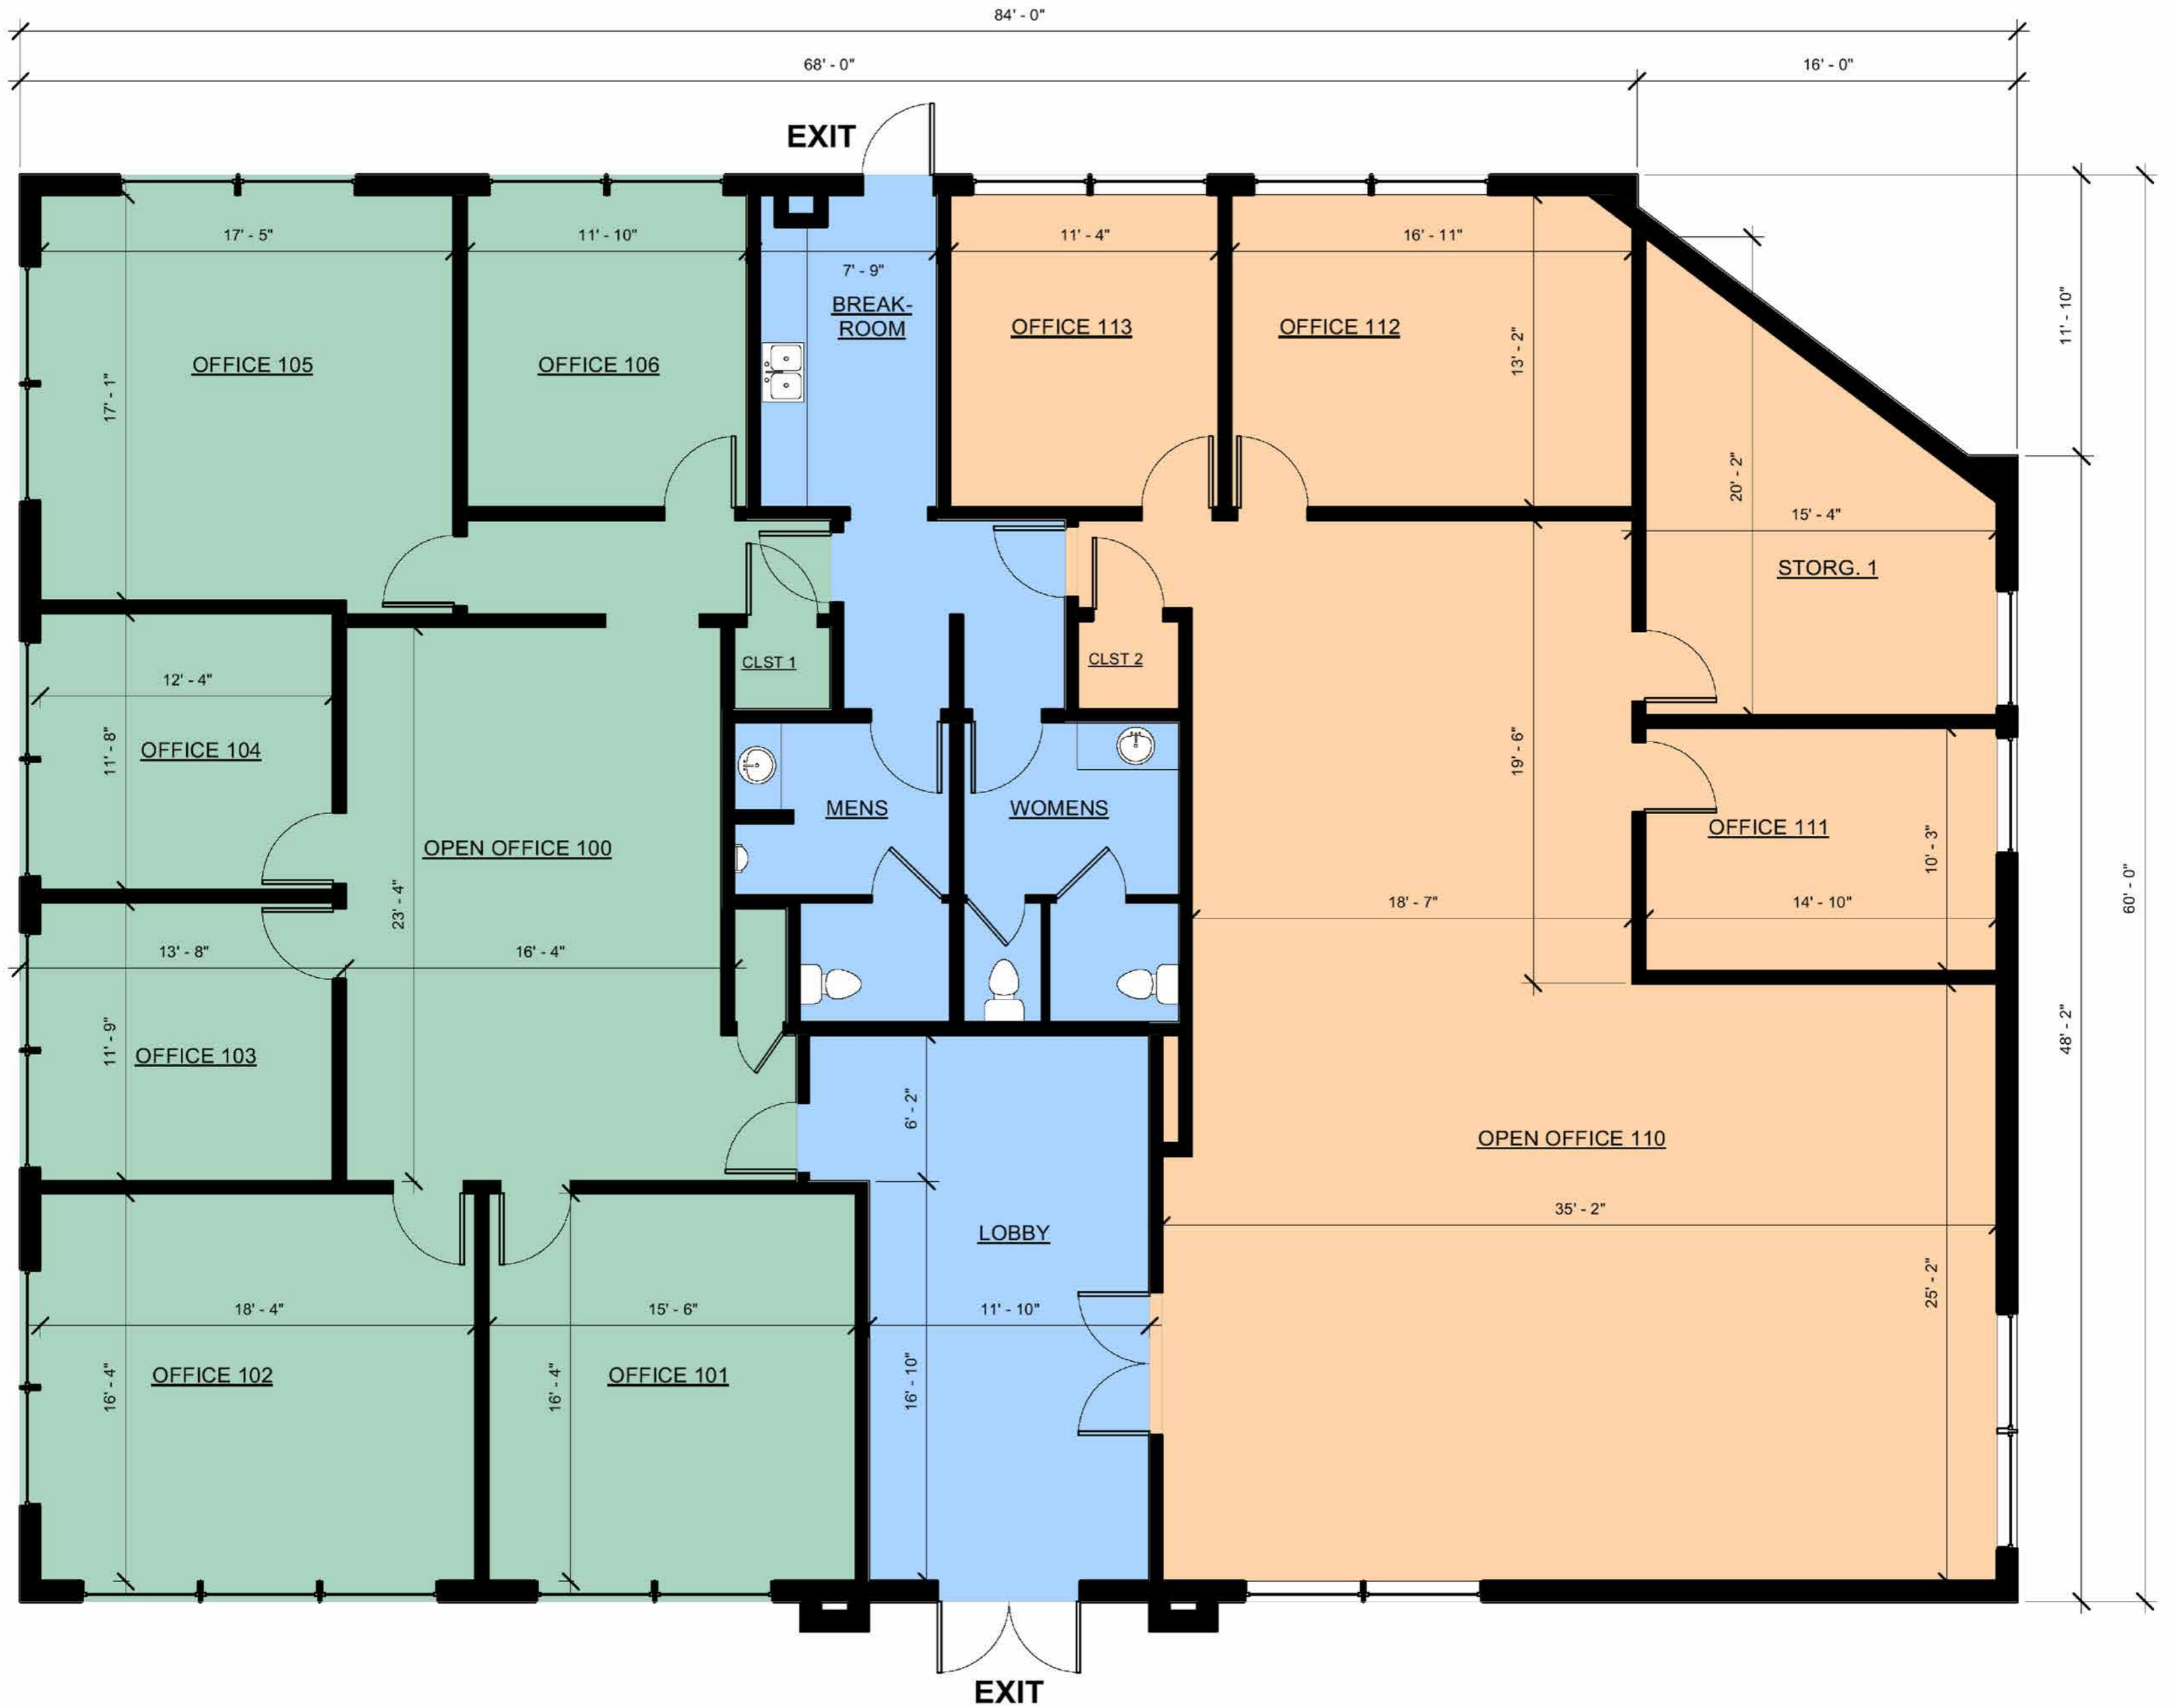 84' - 0"
68' - 0"
16' - 0"
EXIT
17' - 5"
11' - 10"
7' - 9"
11' - 4"
16' - 11"
BREAK-
ROOM
OFFICE 105
OFFICE 106
OFFICE 113
OFFICE 112
17' - 1"
13' - 2"
11' - 10"
20' - 2"
15' - 4"
STORG. 1
12' - 4"
CLST 1
CLST 2
11' - 8"
OFFICE 104
19' - 6"
MENS
WOMENS
OFFICE 111
10' - 3"
OPEN OFFICE 100
23' - 4"
18' - 7"
14' - 10"
60' - 0"
13' - 8"
16' - 4"
11' - 9"
OFFICE 103
48' - 2"
6' - 2"
OPEN OFFICE 110
LOBBY
35' - 2"
25' - 2"
18' - 4"
15' - 6"
11' - 10"
16' - 4"
OFFICE 102
16' - 4"
OFFICE 101
16' - 10"
EXIT